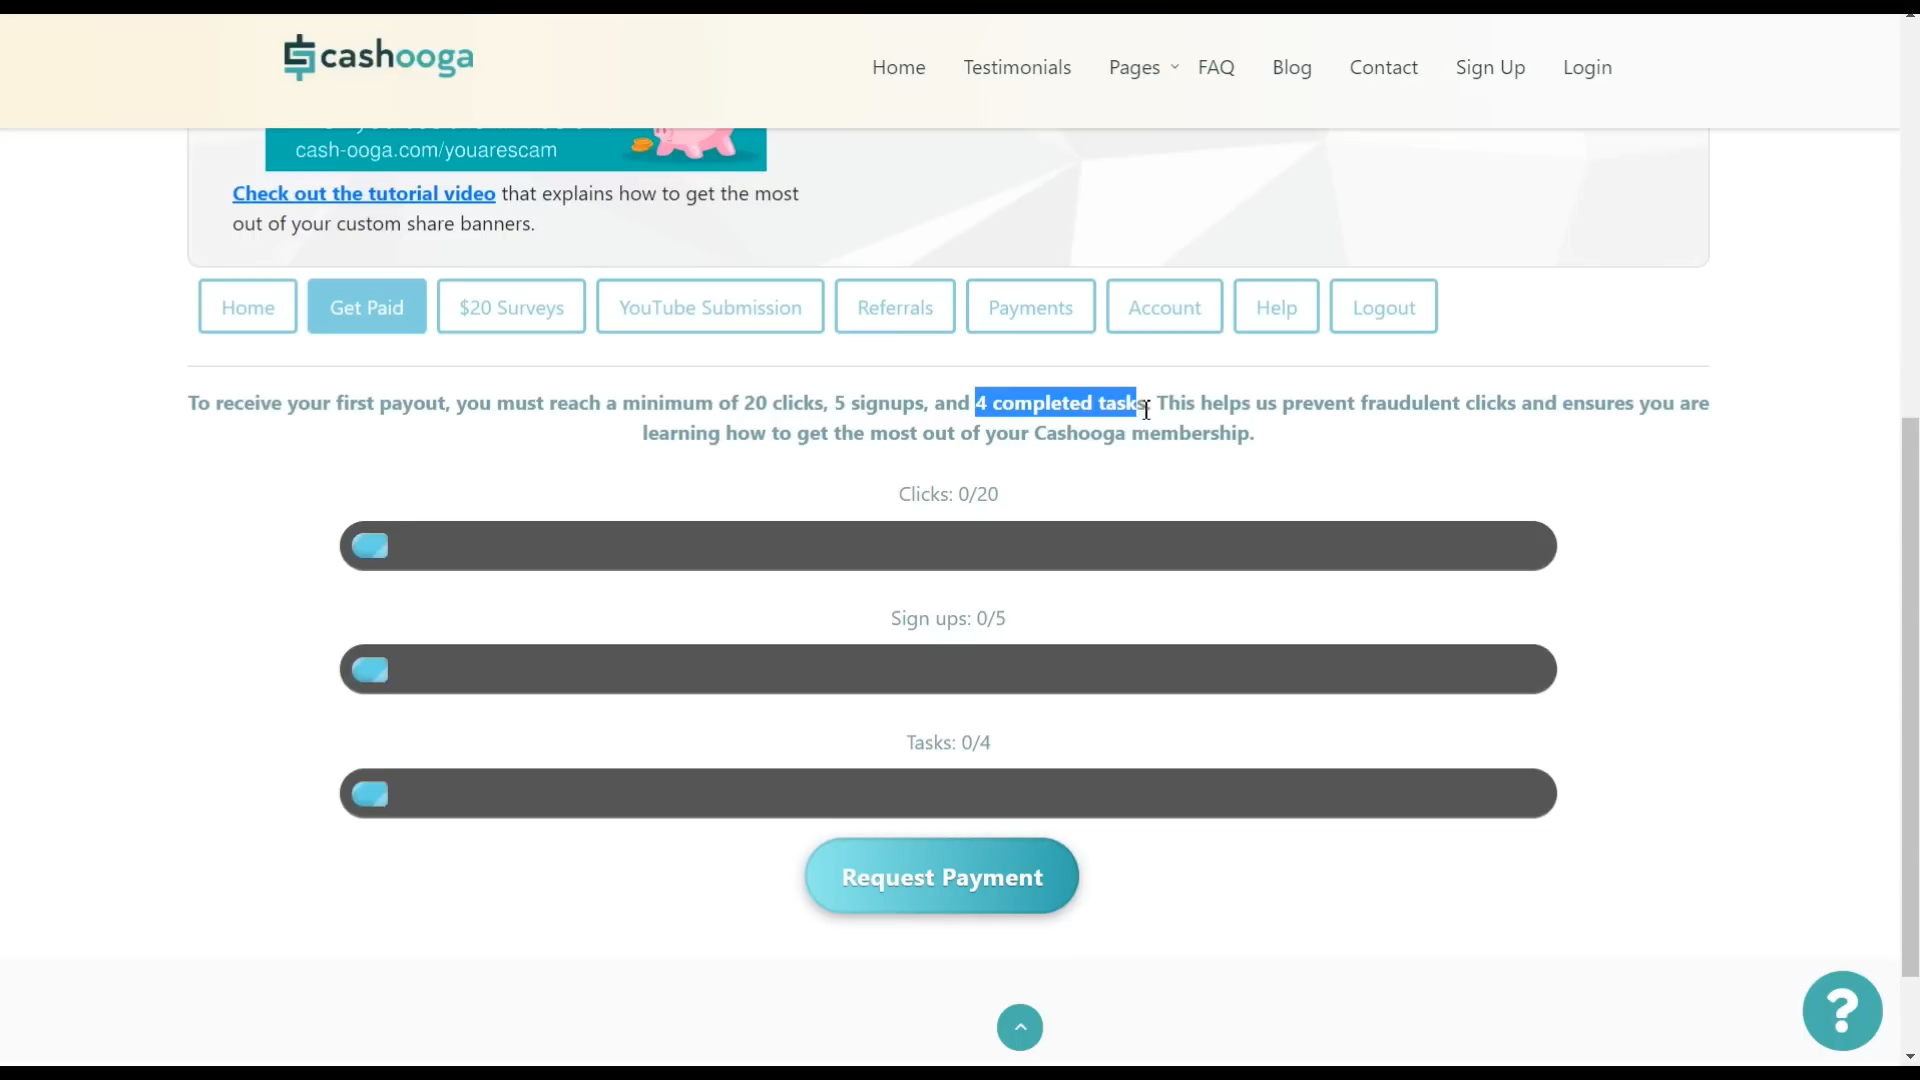 cashooga
Home Testimonials Pages FAQ Blog Contact Sign Up Login
cash-ooga.com/youarescam
Check out the tutorial video that explains how to get the most
out of your custom share banners.
Home Get Paid $20 Surveys YouTube Submission Referrals Payments Account Help Logout
To receive your first payout, you must reach a minimum of 20 clicks, 5 signups, and 4 completed tasks. This helps us prevent fraudulent clicks and ensures you are
learning how to get the most out of your Cashooga membership.
Clicks: 0/20
Sign ups: 0/5
Tasks: 0/4
Request Payment
?